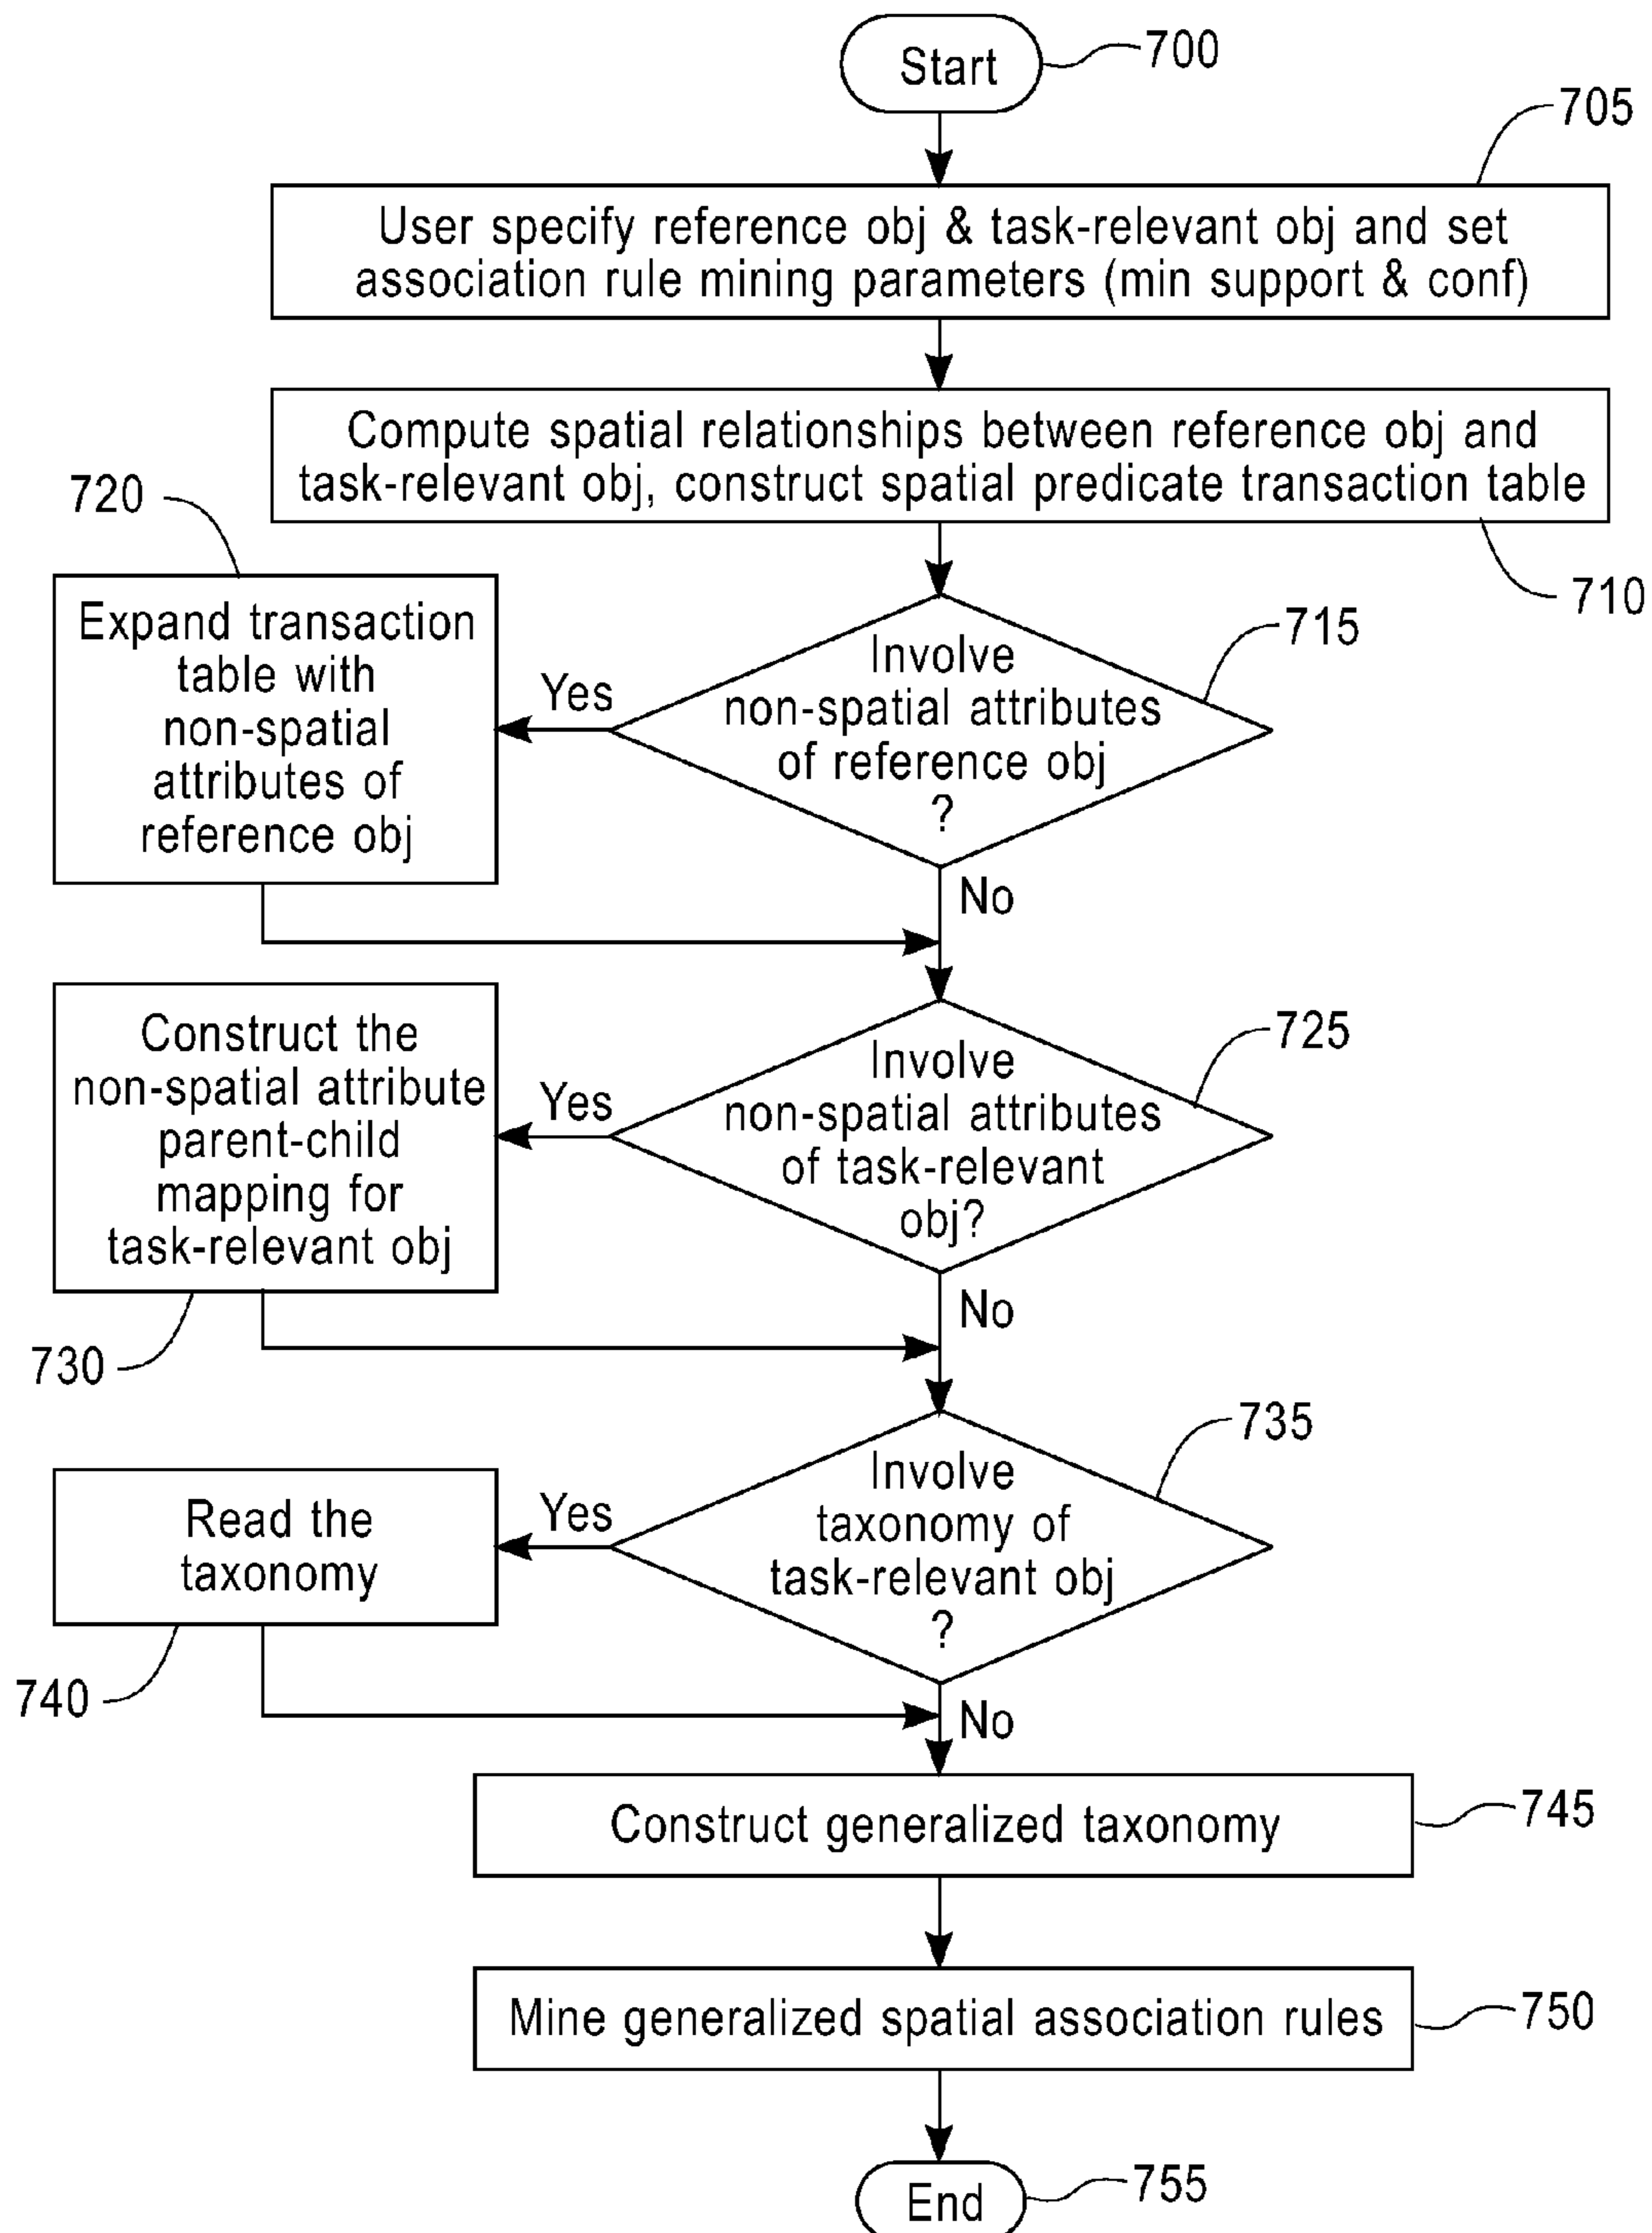 Start
700
705
User specify reference obj & task-relevant obj and set
association rule mining parameters (min support & conf)
Compute spatial relationships between reference obj and
task-relevant obj, construct spatial predicate transaction table
710
720
Expand transaction
table with
non-spatial
attributes of
reference obj
Yes
Involve
non-spatial attributes
of reference obj
?
715
No
Construct the
non-spatial attribute
parent-child
mapping for
task-relevant obj
730
Yes
Involve
non-spatial attributes
of task-relevant
obj?
725
No
Read the
taxonomy
740
Yes
Involve
taxonomy of
task-relevant obj
?
735
No
Construct generalized taxonomy
745
Mine generalized spatial association rules
750
End
755